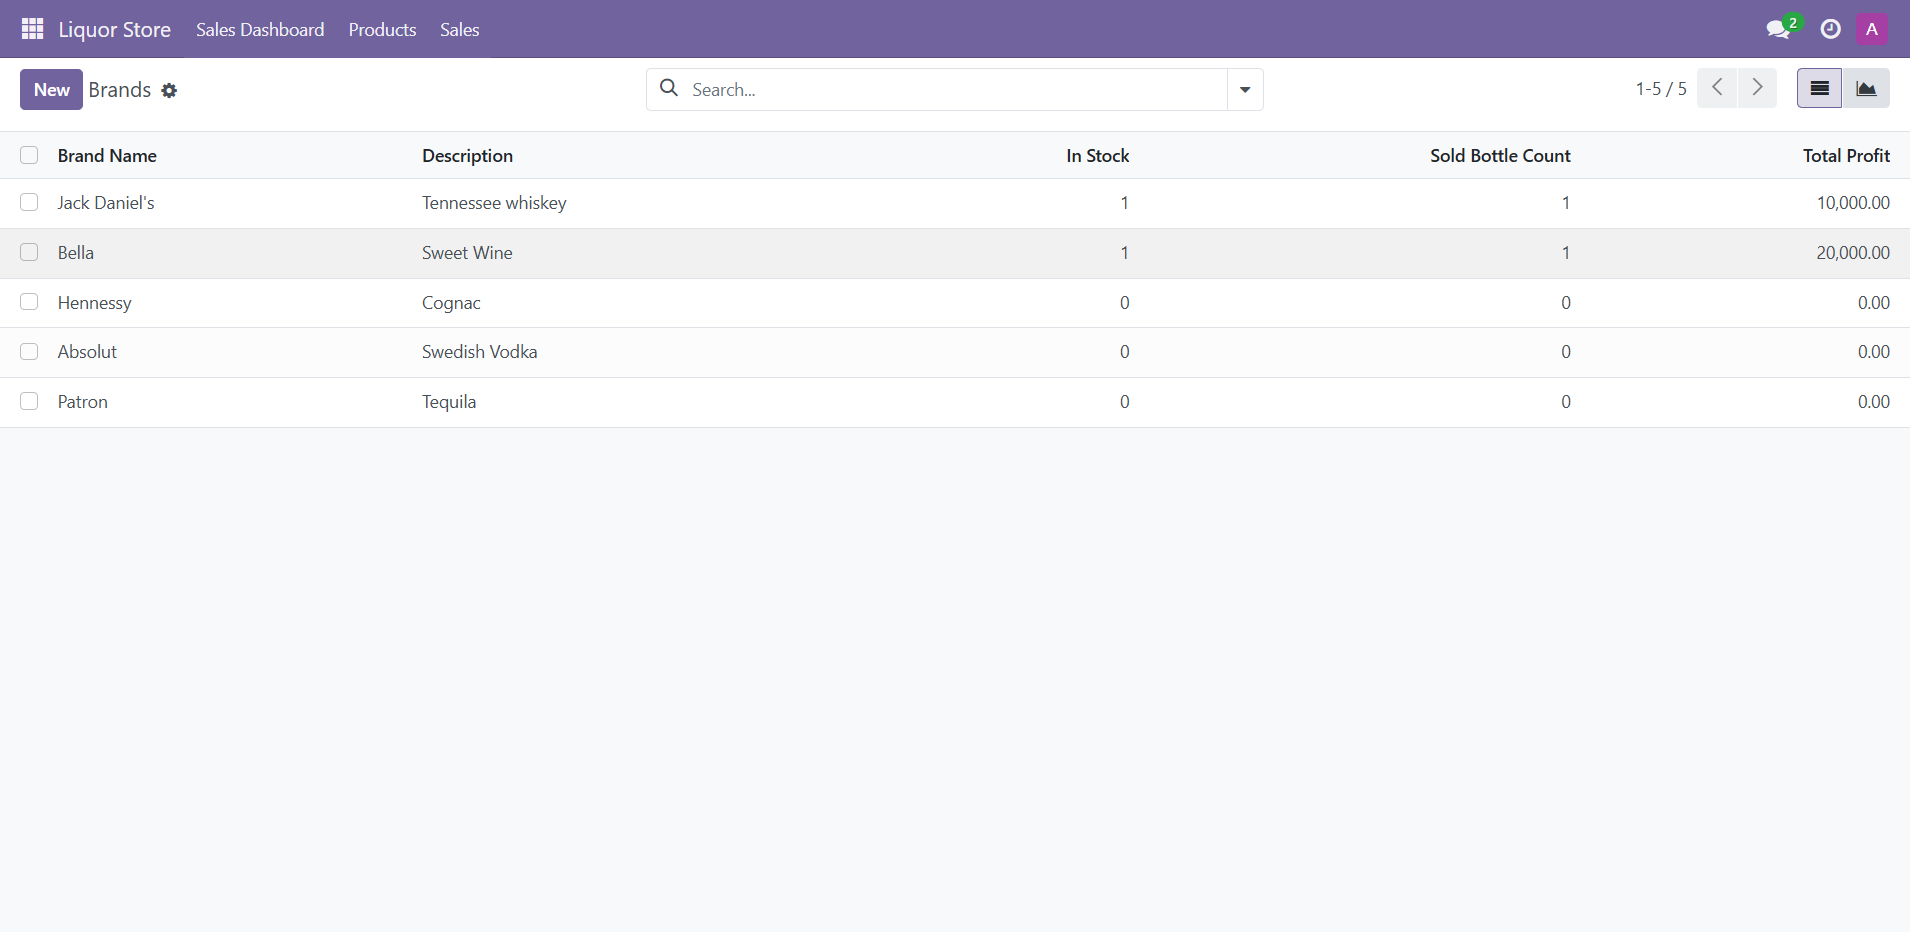 Liquor Store Sales Dashboard Products Sales 2 A
New Brands Search... 1-5 / 5
Brand Name Description In Stock Sold Bottle Count Total Profit
Jack Daniel's Tennessee whiskey 1 1 10,000.00
Bella Sweet Wine 1 1 20,000.00
Hennessy Cognac 0 0 0.00
Absolut Swedish Vodka 0 0 0.00
Patron Tequila 0 0 0.00